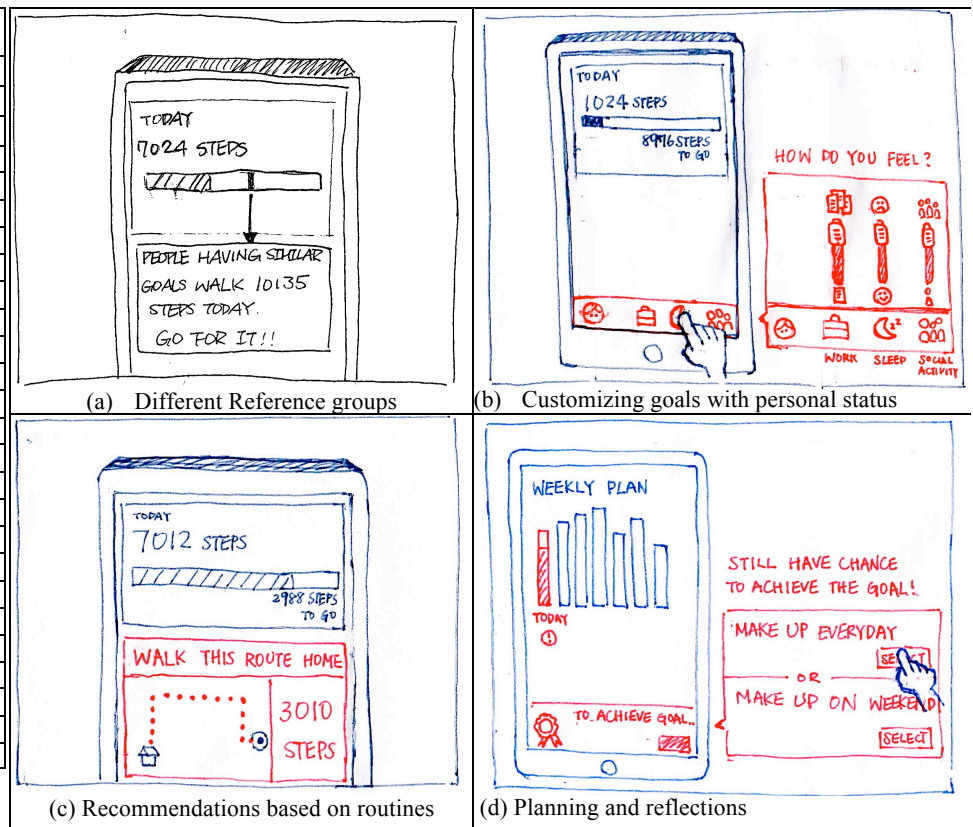 TODAY
7024 STEPS
PEOPLE HAVING SIMILAR
GOALS WALK 10135
STEPS TODAY.
GO FOR IT!!
(a) Different Reference groups
TODAY
1024 STEPS
8976 STEPS
TO GO
HOW DO YOU FEEL?
WORK SLEEP SOCIAL
ACTIVITY
(b) Customizing goals with personal status
TODAY
7012 STEPS
2988 STEPS
TO GO
WALK THIS ROUTE HOME
3010
STEPS
(c) Recommendations based on routines
WEEKLY PLAN
TODAY
TO ACHIEVE GOAL..
STILL HAVE CHANCE
TO ACHIEVE THE GOAL!
MAKE UP EVERYDAY
SELECT
OR
MAKE UP ON WEEKEND
SELECT
(d) Planning and reflections